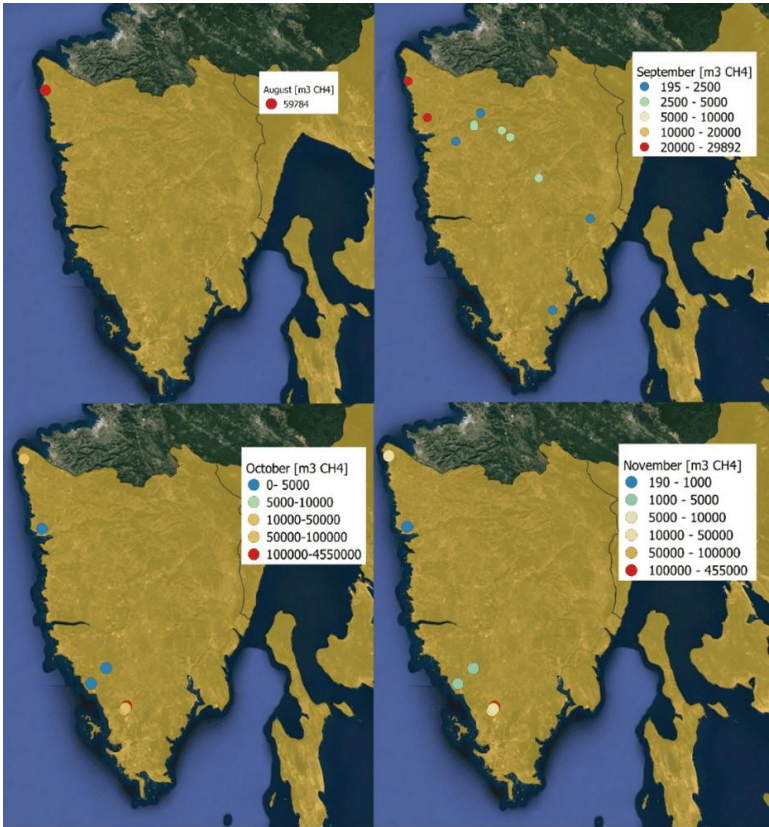 August [m3 CH4]
59784
September [m3 CH4]
195 - 2500
2500 - 5000
5000 - 10000
10000 - 20000
20000 - 29892
October [m3 CH4]
0- 5000
5000-10000
10000-50000
50000-100000
100000-4550000
November [m3 CH4]
190 - 1000
1000 - 5000
5000 - 10000
10000 - 50000
50000 - 100000
100000 - 455000